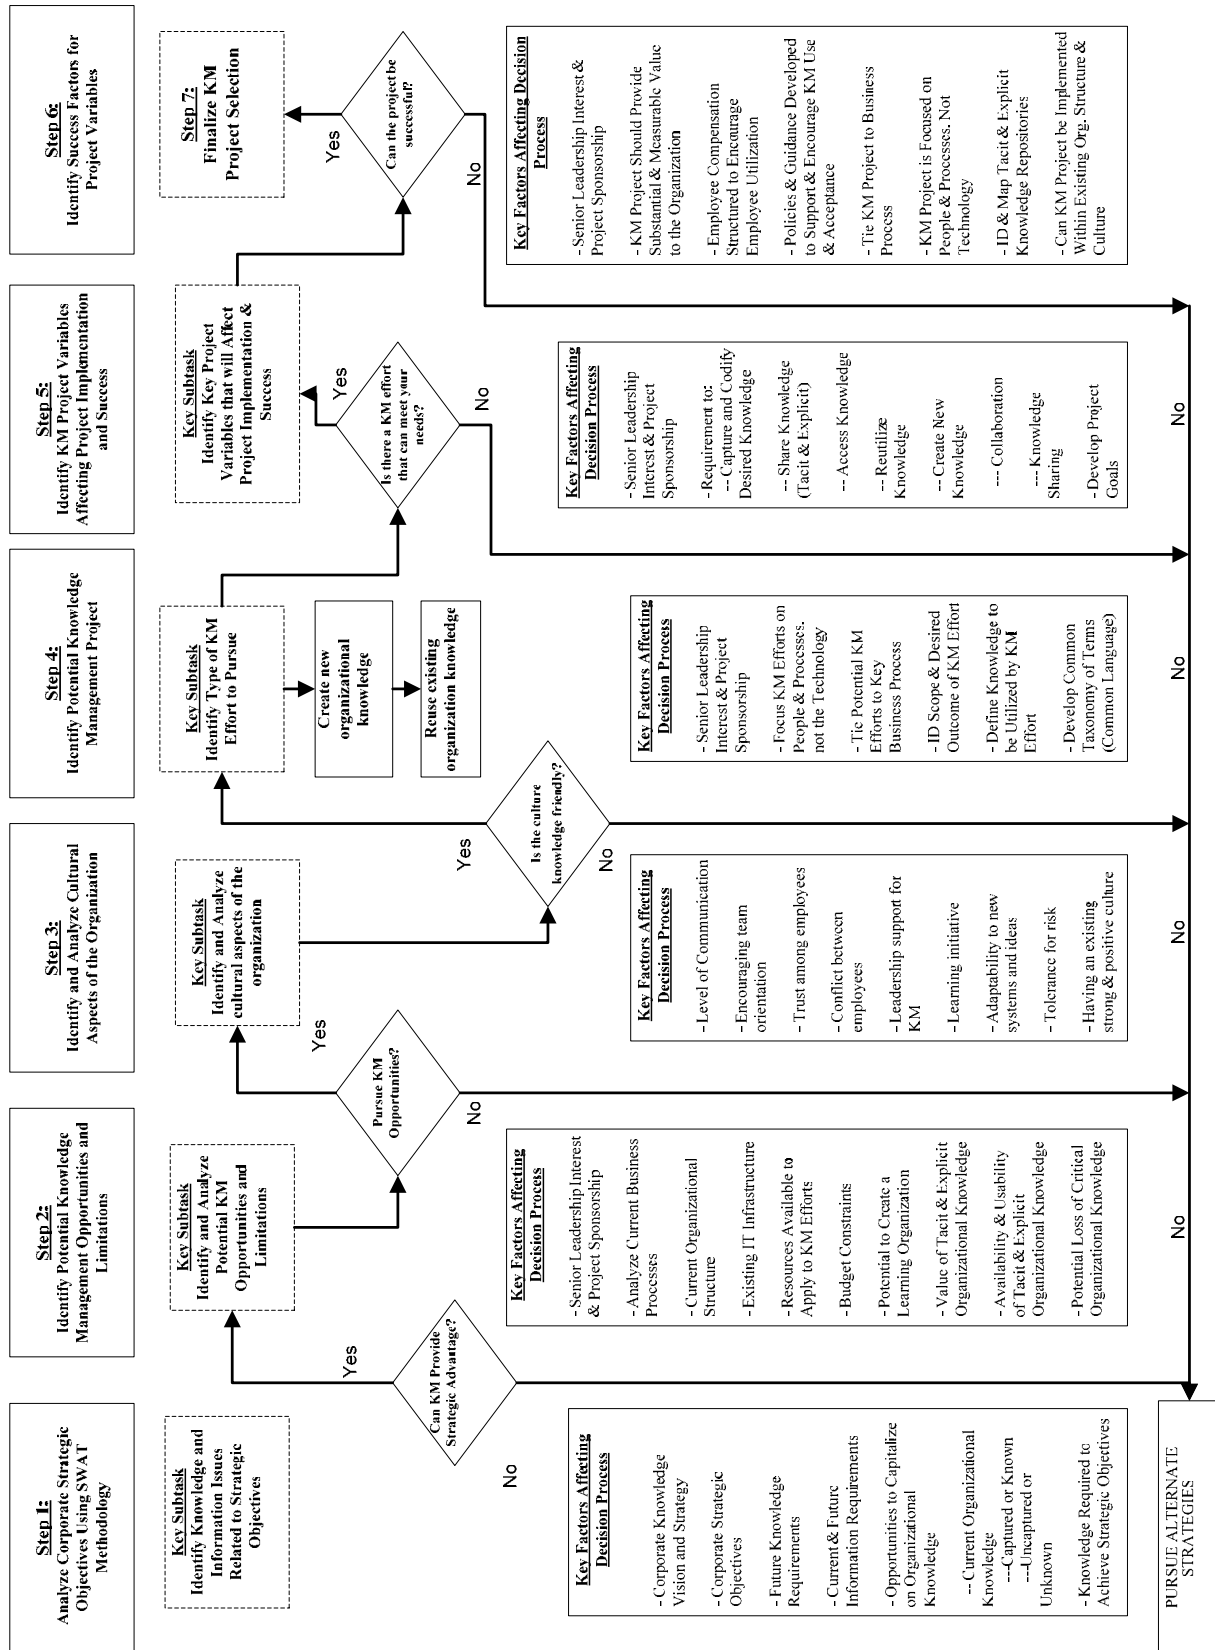 Step 1:
Analyze Corporate Strategic
Objectives Using SWAT
Methodology
Key Subtask
Identify Knowledge and
Information Issues
Related to Strategic
Objectives
Can KM Provide
Strategic Advantage?
Yes
No
Key Factors Affecting
Decision Process
- Corporate Knowledge
Vision and Strategy
- Corporate Strategic
Objectives
- Future Knowledge
Requirements
- Current & Future
Information Requirements
- Opportunities to Capitalize
on Organizational
Knowledge
-- Current Organizational
Knowledge
---Captured or Known
---Uncaptured or
Unknown
- Knowledge Required to
Achieve Strategic Objectives
PURSUE ALTERNATE
STRATEGIES
Step 2:
Identify Potential Knowledge
Management Opportunities and
Limitations
Key Subtask
Identify and Analyze
Potential KM
Opportunities and
Limitations
Pursue KM
Opportunities?
Yes
No
Key Factors Affecting
Decision Process
- Senior Leadership Interest
& Project Sponsorship
- Analyze Current Business
Processes
- Current Organizational
Structure
- Existing IT Infrastructure
- Resources Available to
Apply to KM Efforts
- Budget Constraints
- Potential to Create a
Learning Organization
- Value of Tacit & Explicit
Organizational Knowledge
- Availability & Usability
of Tacit & Explicit
Organizational Knowledge
- Potential Loss of Critical
Organizational Knowledge
No
Step 3:
Identify and Analyze Cultural
Aspects of the Organization
Key Subtask
Identify and Analyze
cultural aspects of the
organization
Is the culture
knowledge friendly?
Yes
No
Key Factors Affecting
Decision Process
- Level of Communication
- Encouraging team
orientation
- Trust among employees
- Conflict between
employees
- Leadership support for
KM
- Learning initiative
- Adaptability to new
systems and ideas
- Tolerance for risk
- Having an existing
strong & positive culture
No
Step 4:
Identify Potential Knowledge
Management Project
Key Subtask
Identify Type of KM
Effort to Pursue
Create new
organizational
knowledge
Reuse existing
organization knowledge
Key Factors Affecting
Decision Process
- Senior Leadership
Interest & Project
Sponsorship
- Focus KM Efforts on
People & Processes.
not the Technology
- Tie Potential KM
Efforts to Key
Business Process
- ID Scope & Desired
Outcome of KM Effort
- Define Knowledge to
be Utilized by KM
Effort
- Develop Common
Taxonomy of Terms
(Common Language)
No
Step 5:
Identify KM Project Variables
Affecting Project Implementation
and Success
Key Subtask
Identify Key Project
Variables that will Affect
Project Implementation &
Success
Is there a KM effort
that can meet your
needs?
Yes
No
Key Factors Affecting
Decision Process
- Senior Leadership
Interest & Project
Sponsorship
- Requirement to:
-- Capture and Codify
Desired Knowledge
-- Share Knowledge
(Tacit & Explicit)
-- Access Knowledge
-- Reutilize
Knowledge
-- Create New
Knowledge
--- Collaboration
--- Knowledge
Sharing
- Develop Project
Goals
No
Step 6:
Identify Success Factors for
Project Variables
Step 7:
Finalize KM
Project Selection
Can the project be
successful?
Yes
No
Key Factors Affecting Decision
Process
- Senior Leadership Interest &
Project Sponsorship
- KM Project Should Provide
Substantial & Measurable Value
to the Organization
- Employee Compensation
Structured to Encourage
Employee Utilization
- Policies & Guidance Developed
to Support & Encourage KM Use
& Acceptance
- Tie KM Project to Business
Process
- KM Project is Focused on
People & Processes, Not
Technology
- ID & Map Tacit & Explicit
Knowledge Repositories
- Can KM Project be Implemented
Within Existing Org. Structure &
Culture